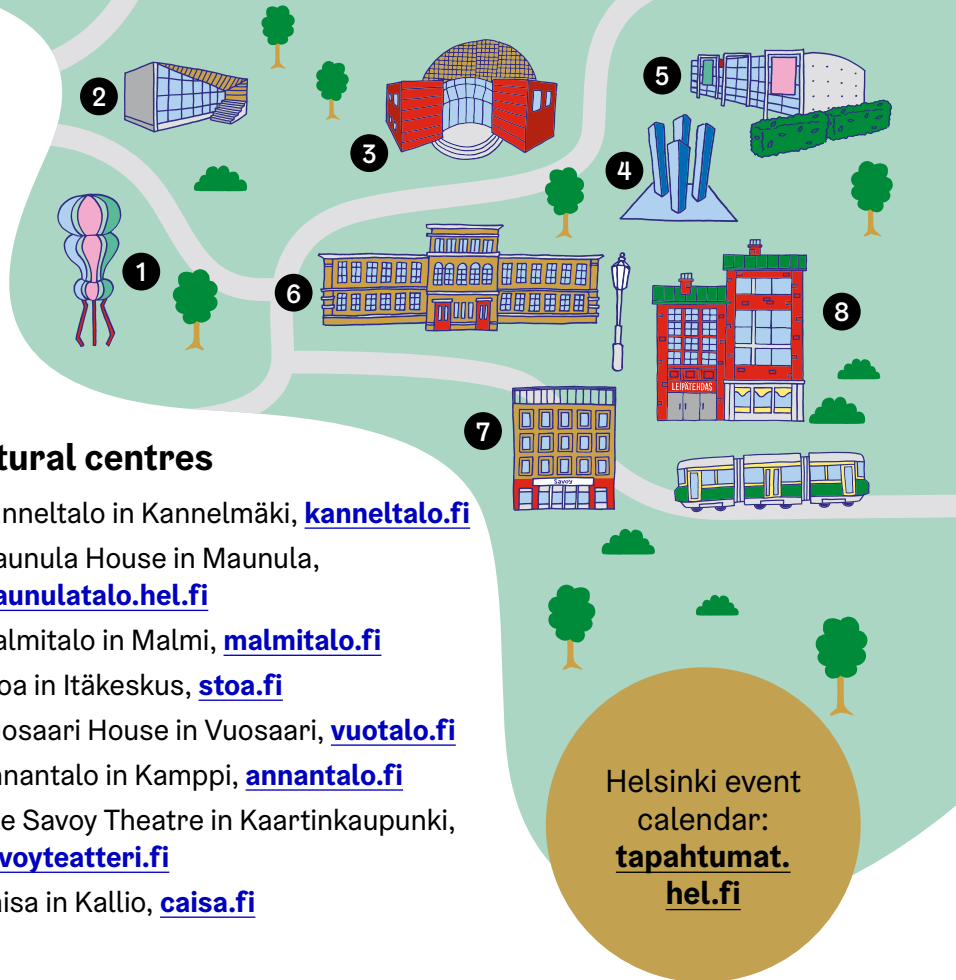 2
3
5
4
1
6
8
LEIPÄTEHDAS
7
Savoy
tural centres
nneltalo in Kannelmäki, kanneltalo.fi
aunula House in Maunula,
aunulatalo.hel.fi
almitalo in Malmi, malmitalo.fi
oa in Itäkeskus, stoa.fi
osaari House in Vuosaari, vuotalo.fi
nnantalo in Kamppi, annantalo.fi
e Savoy Theatre in Kaartinkaupunki,
voyteatteri.fi
isa in Kallio, caisa.fi
Helsinki event
calendar:
tapahtumat.
hel.fi